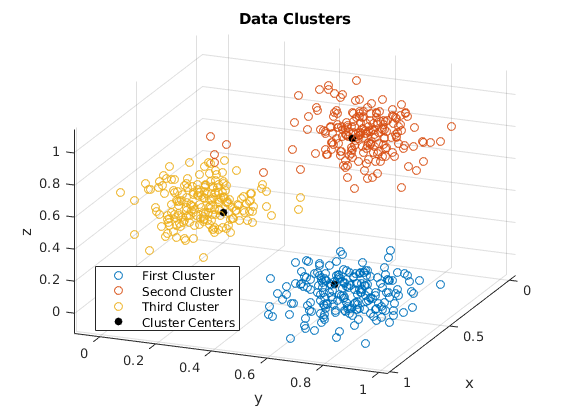 Data Clusters
1
0.8
0.6
0.4
0.2
0
z
First Cluster
Second Cluster
Third Cluster
Cluster Centers
0
0.2
0.4
0.6
0.8
1
y
0
0.5
1
x